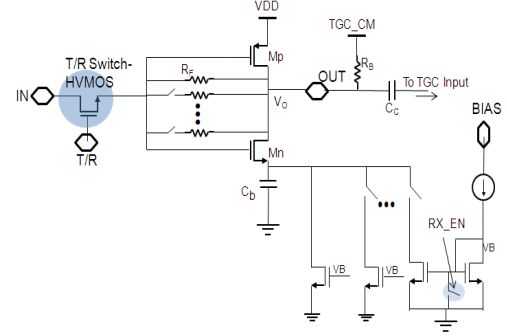 VDD
TGC_CM
T/R Switch-
HVMOS
Mp
RF
RB
IN
OUT
To TGC Input
Vo
Cc
BIAS
T/R
Mn
Cb
RX_EN
VB
VB
VB